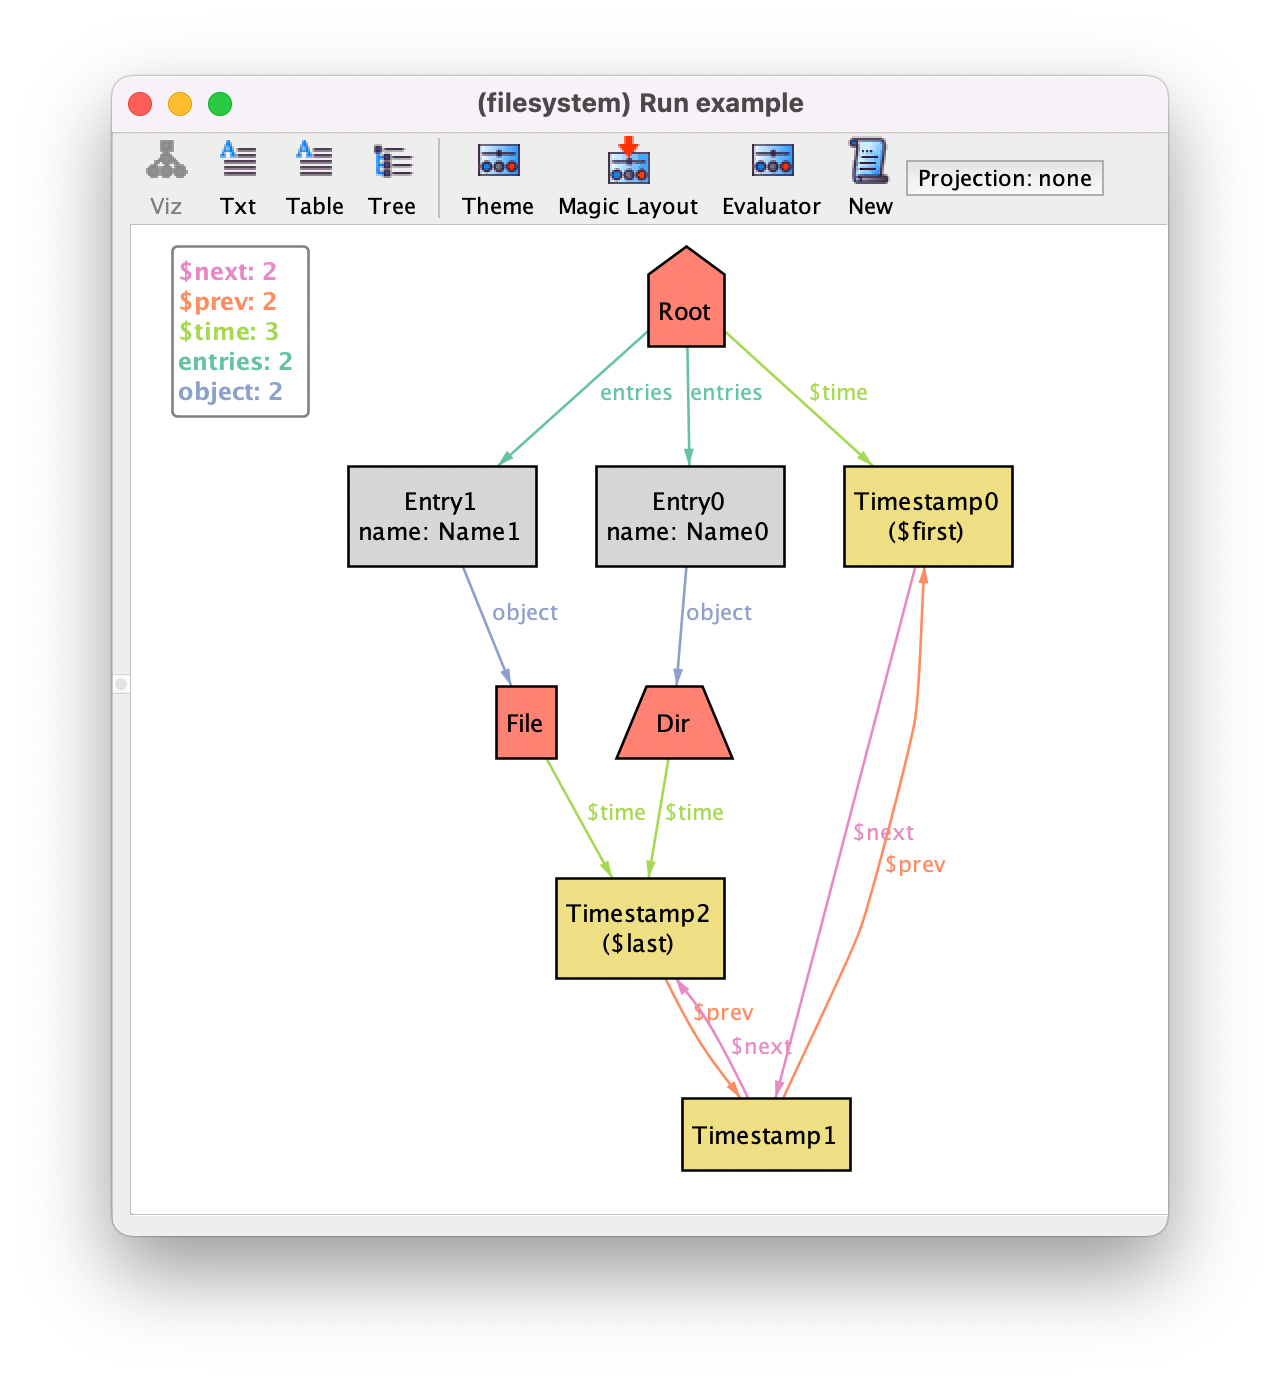 (filesystem) Run example
Viz
Txt
Table
Tree
Theme
Magic Layout
Evaluator
New
Projection: none
$next: 2
$prev: 2
$time: 3
entries: 2
object: 2
Root
entries
entries
$time
Entry1
name: Name1
Entry0
name: Name0
Timestamp0
($first)
object
object
File
Dir
$time
$time
$next
$prev
Timestamp2
($last)
$prev
$next
Timestamp1